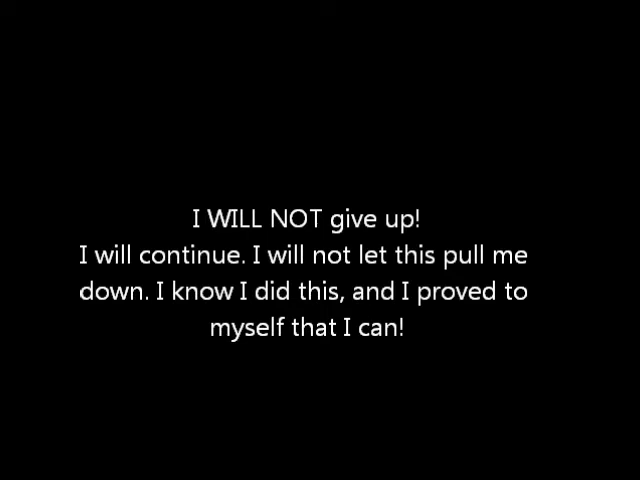 I WILL NOT give up!
I will continue. I will not let this pull me
down. I know I did this, and I proved to
myself that I can!